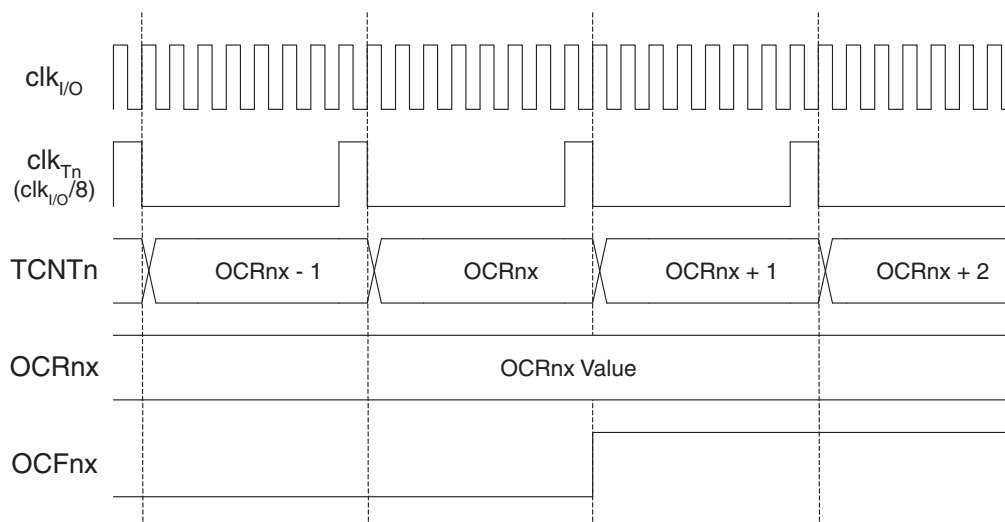 clkI/O
clkTn
(clkI/O/8)
TCNTn OCRnx - 1 OCRnx OCRnx + 1 OCRnx + 2
OCRnx OCRnx Value
OCFnx